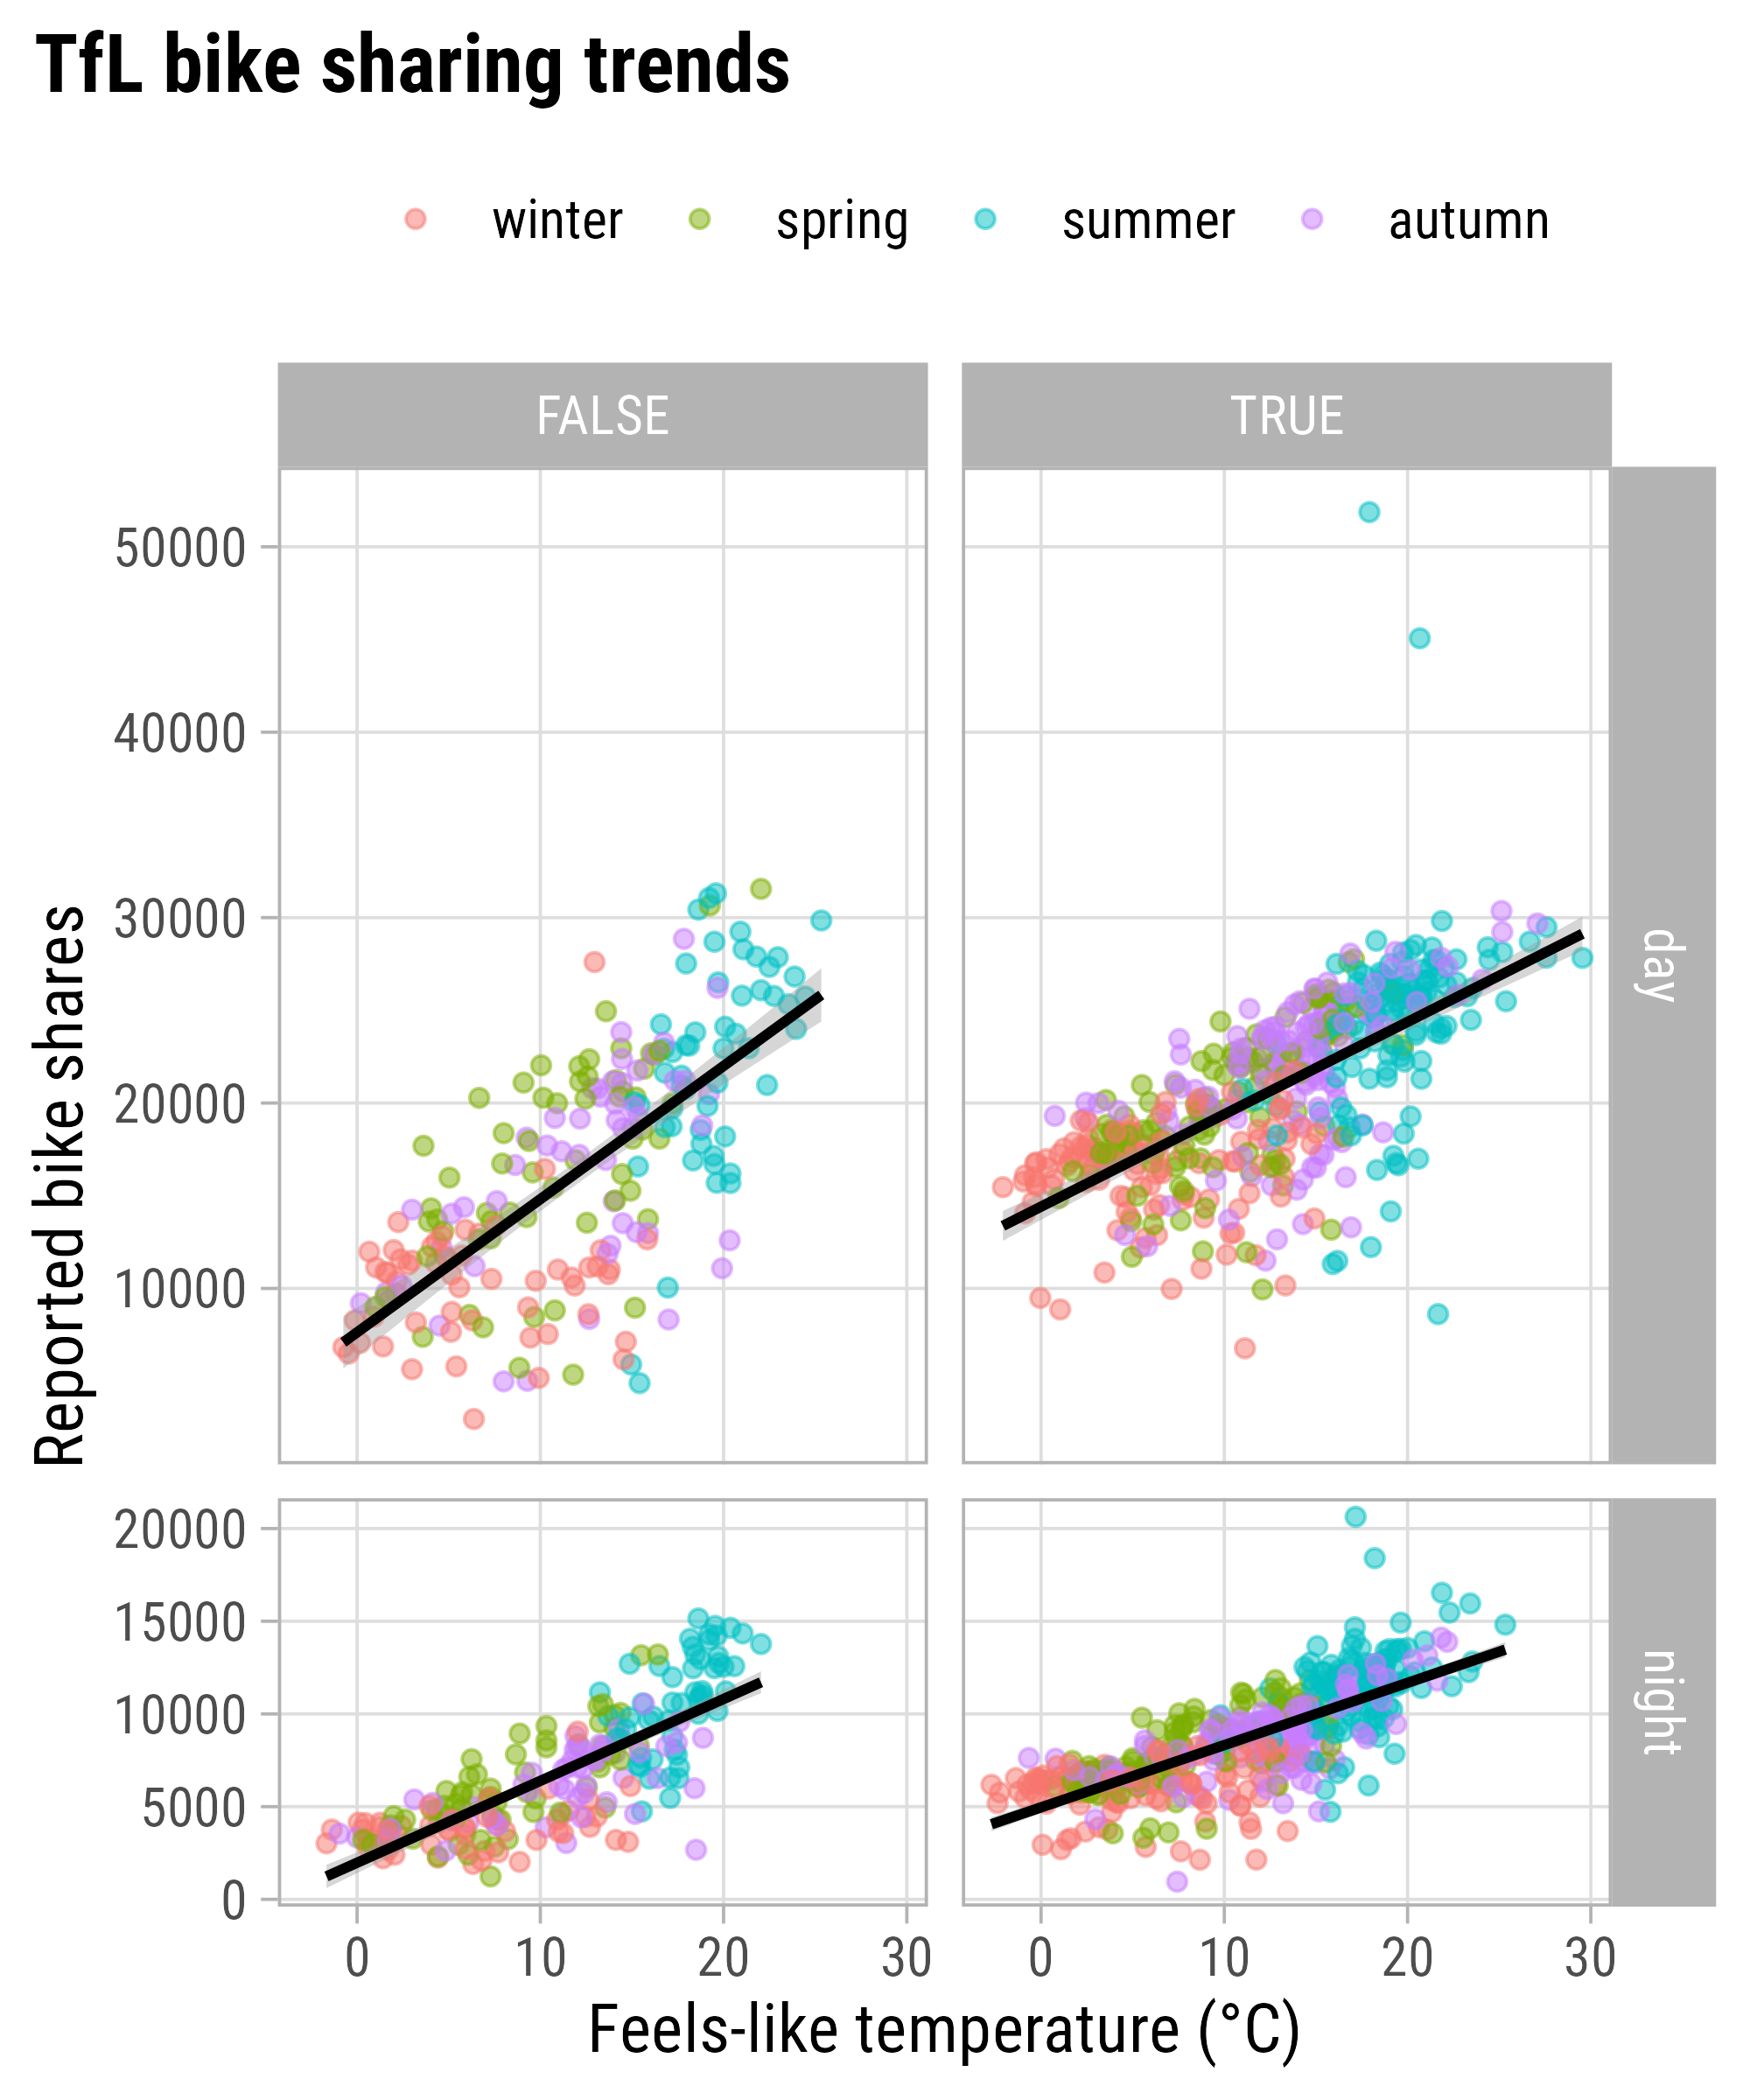 TfL bike sharing trends
winter spring summer autumn
FALSE TRUE
50000
40000
30000
20000
10000
Reported bike shares
day
20000
15000
10000
5000
0
night
0 10 20 30 0 10 20 30
Feels-like temperature (°C)